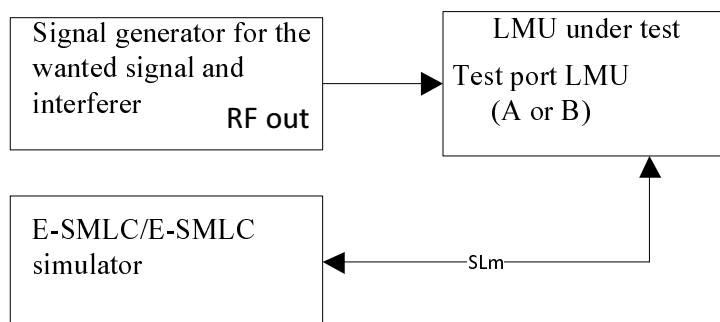 Signal generator for the
wanted signal and
interferer
RF out
LMU under test
Test port LMU
(A or B)
E-SMLC/E-SMLC
simulator
SLm